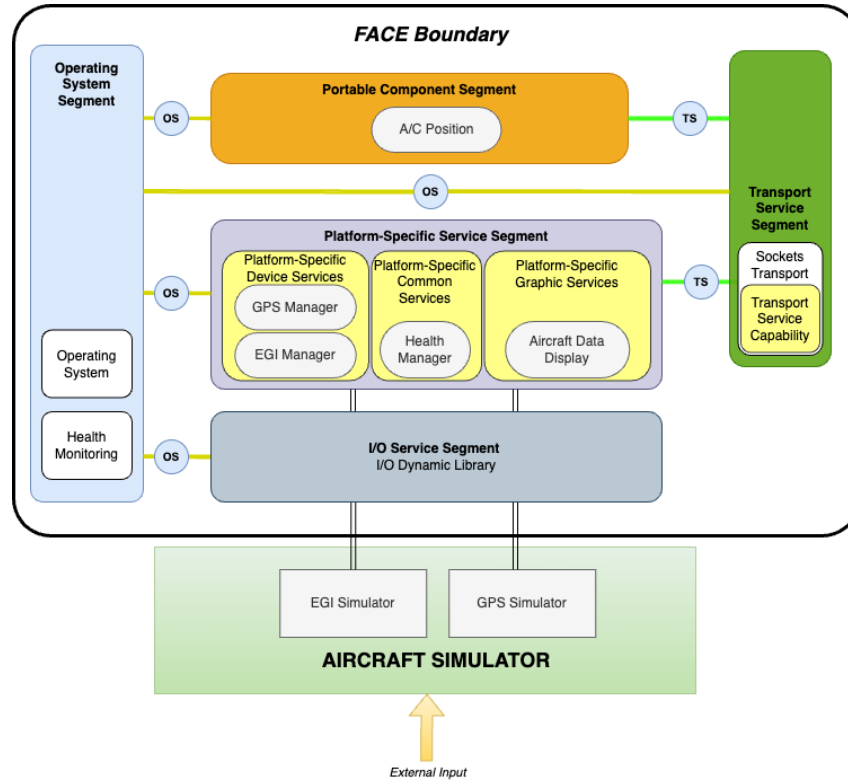 FACE Boundary
Operating
System
Segment
Portable Component Segment
A/C Position
OS
TS
OS
Transport
Service
Segment
Sockets
Transport
Transport
Service
Capability
Platform-Specific Service Segment
Platform-Specific
Device Services
GPS Manager
EGI Manager
Platform-Specific
Common
Services
Health
Manager
Platform-Specific
Graphic Services
Aircraft Data
Display
OS
TS
Operating
System
Health
Monitoring
OS
I/O Service Segment
I/O Dynamic Library
EGI Simulator
GPS Simulator
AIRCRAFT SIMULATOR
External Input